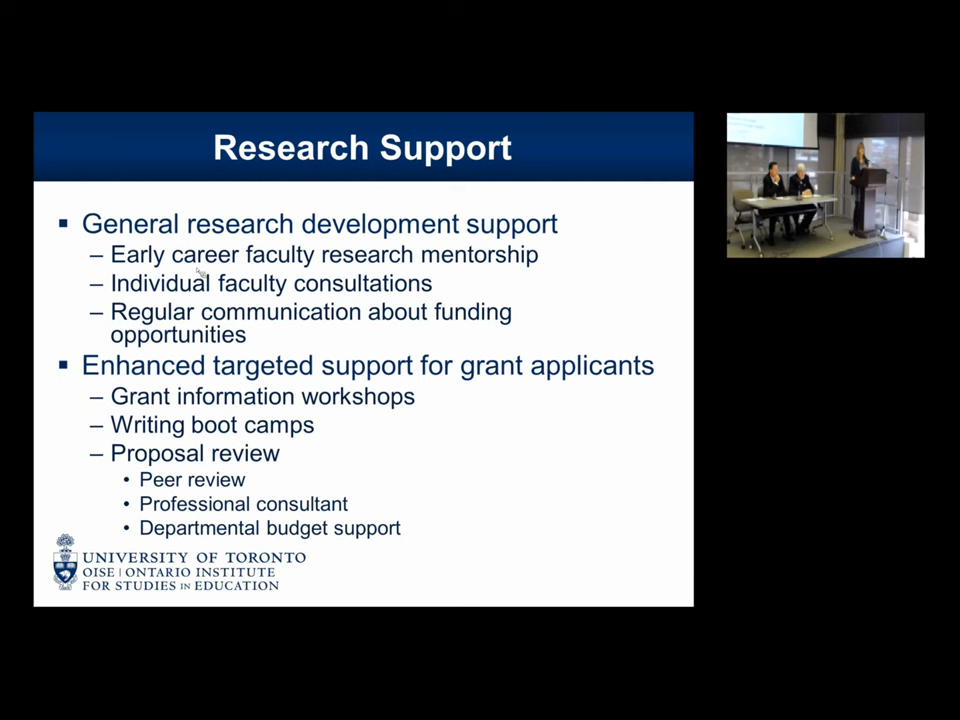 Research Support
▪ General research development support
– Early career faculty research mentorship
– Individual faculty consultations
– Regular communication about funding
opportunities
▪ Enhanced targeted support for grant applicants
– Grant information workshops
– Writing boot camps
– Proposal review
• Peer review
• Professional consultant
• Departmental budget support
UNIVERSITY OF TORONTO
OISE | ONTARIO INSTITUTE
FOR STUDIES IN EDUCATION